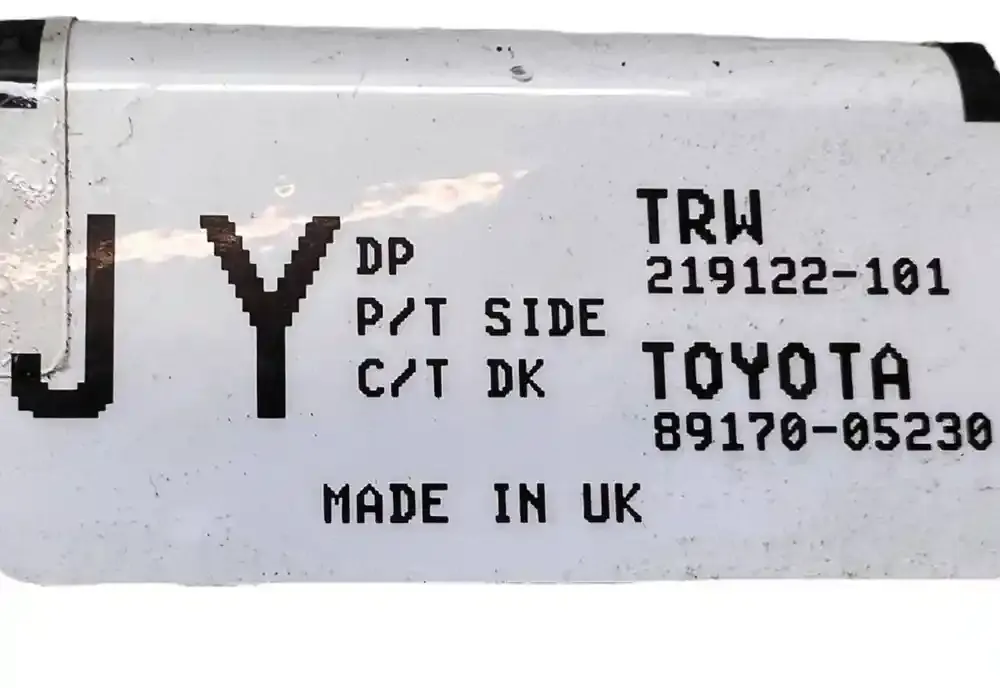 JY
DP
P/T SIDE
C/T DK
TRW
219122-101
TOYOTA
89170-05230
MADE IN UK